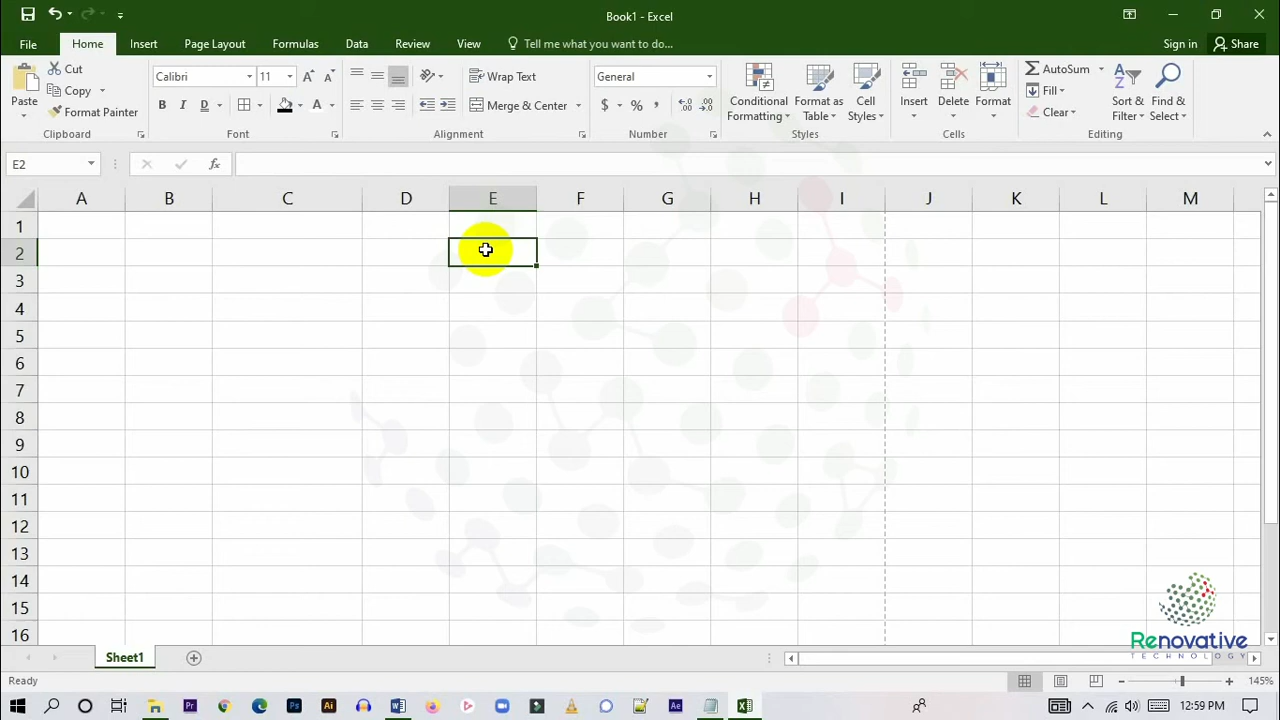 Book1 - Excel
File Home Insert Page Layout Formulas Data Review View Tell me what you want to do... Sign in Share
Cut
Copy
Format Painter
Paste
Clipboard
Calibri 11
B I D A
Font
Wrap Text
Merge & Center
Alignment
General
$ % ,
Number
Conditional Formatting
Format as Table
Cell Styles
Styles
Insert Delete Format
Cells
AutoSum
Fill
Clear
Sort & Filter
Find & Select
Editing
E2 fx
A B C D E F G H I J K L M
1
2
3
4
5
6
7
8
9
10
11
12
13
14
15
16
Renovative
TECHNOLOGY
Sheet1
Ready 145%
Pr Ps Ai Ae 12:59 PM